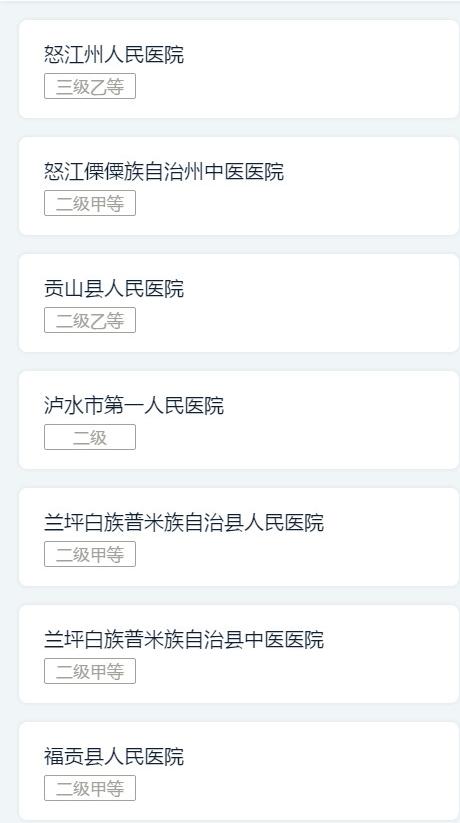 怒江州人民医院
三级乙等
怒江傈僳族自治州中医医院
二级甲等
贡山县人民医院
二级乙等
泸水市第一人民医院
二级
兰坪白族普米族自治县人民医院
二级甲等
兰坪白族普米族自治县中医医院
二级甲等
福贡县人民医院
二级甲等